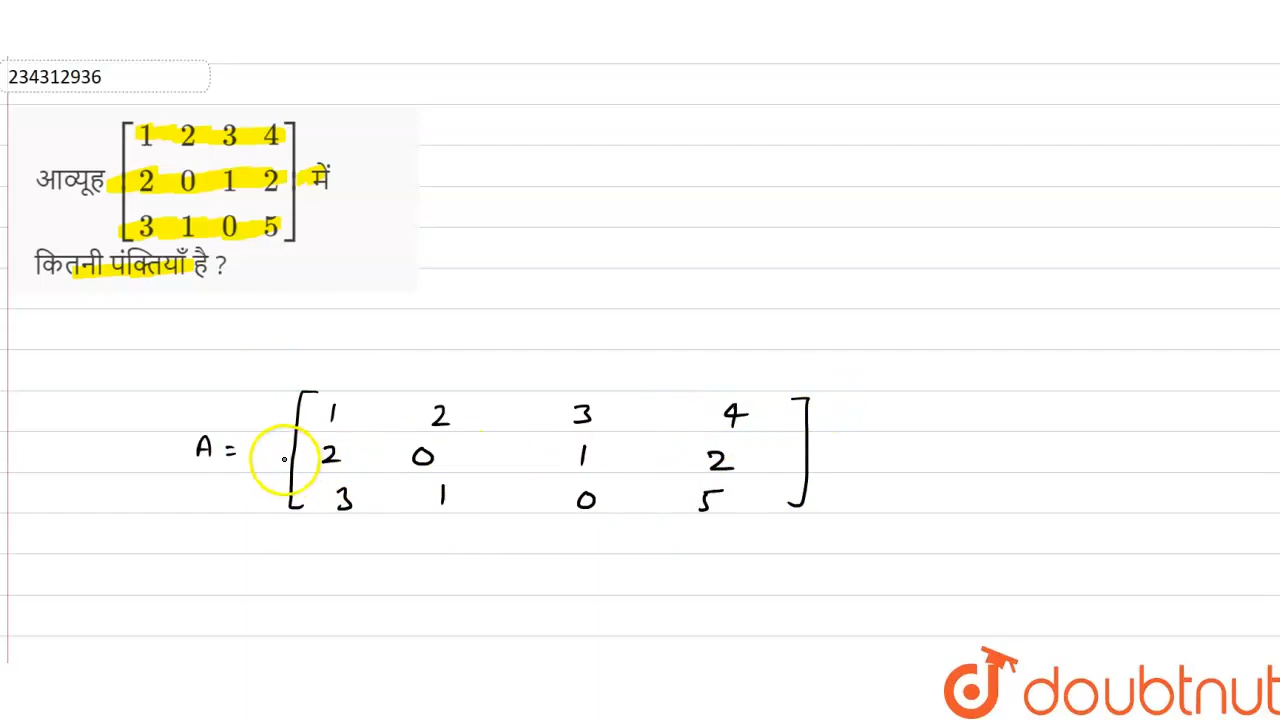 234312936
1 2 3 4
आव्यूह 2 0 1 2 में
3 1 0 5
कितनी पंक्तियाँ है ?
1 2 3 4
A = 2 0 1 2
3 1 0 5
doubtnut